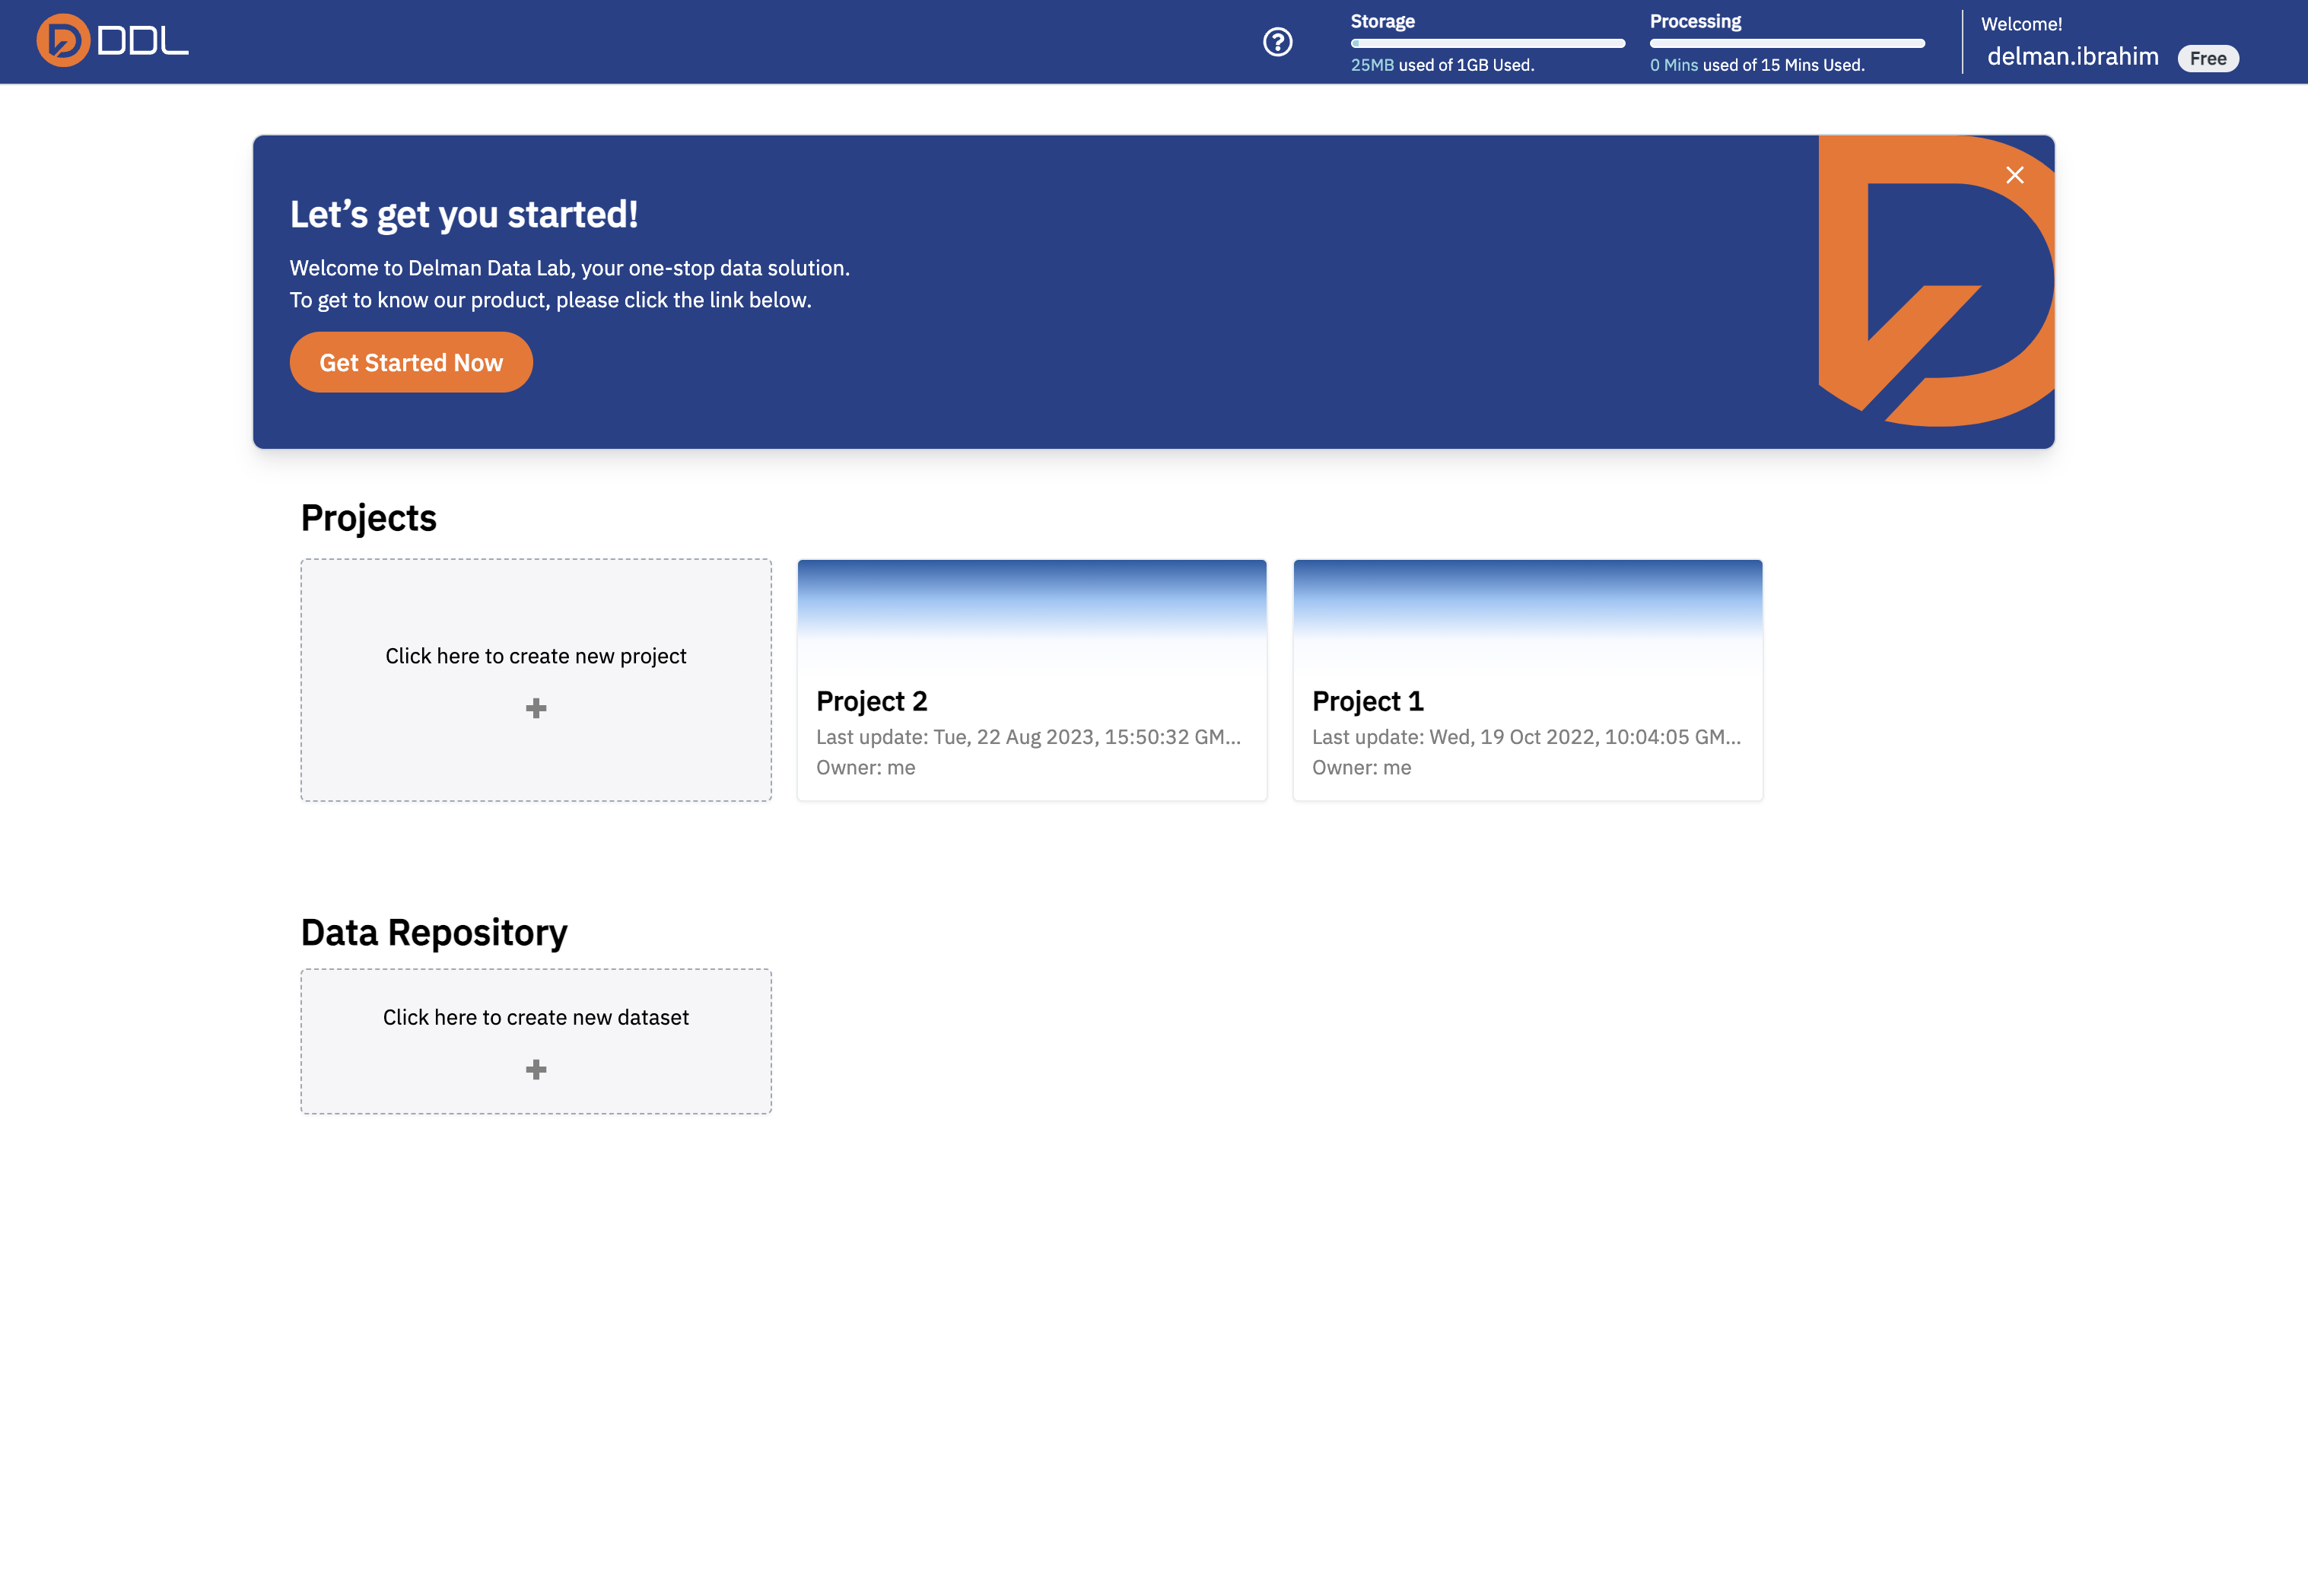 DDL
Storage
25MB used of 1GB Used.
Processing
0 Mins used of 15 Mins Used.
Welcome!
delman.ibrahim Free
Let’s get you started!
Welcome to Delman Data Lab, your one-stop data solution.
To get to know our product, please click the link below.
Get Started Now
Projects
Click here to create new project
Project 2
Last update: Tue, 22 Aug 2023, 15:50:32 GM...
Owner: me
Project 1
Last update: Wed, 19 Oct 2022, 10:04:05 GM...
Owner: me
Data Repository
Click here to create new dataset